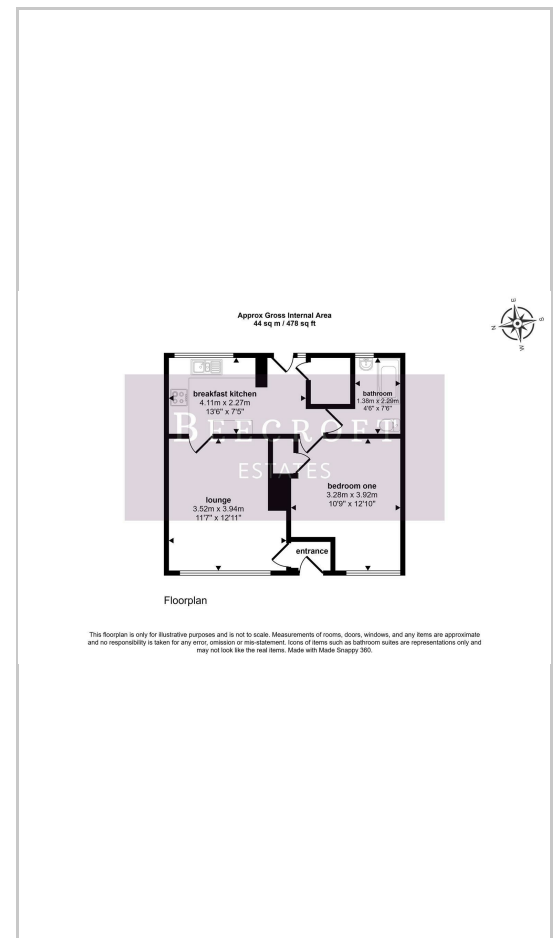 Approx Gross Internal Area
44 sq m / 478 sq ft
E
N
S
W
breakfast kitchen
4.11m x 2.27m
13'6" x 7'5"
bathroom
1.38m x 2.29m
4'6" x 7'6"
BEECROFT
ESTATES
lounge
3.52m x 3.94m
11'7" x 12'11"
bedroom one
3.28m x 3.92m
10'9" x 12'10"
entrance
Floorplan
This floorplan is only for illustrative purposes and is not to scale. Measurements of rooms, doors, windows, and any items are approximate
and no responsibility is taken for any error, omission or mis-statement. Icons of items such as bathroom suites are representations only and
may not look like the real items. Made with Made Snappy 360.